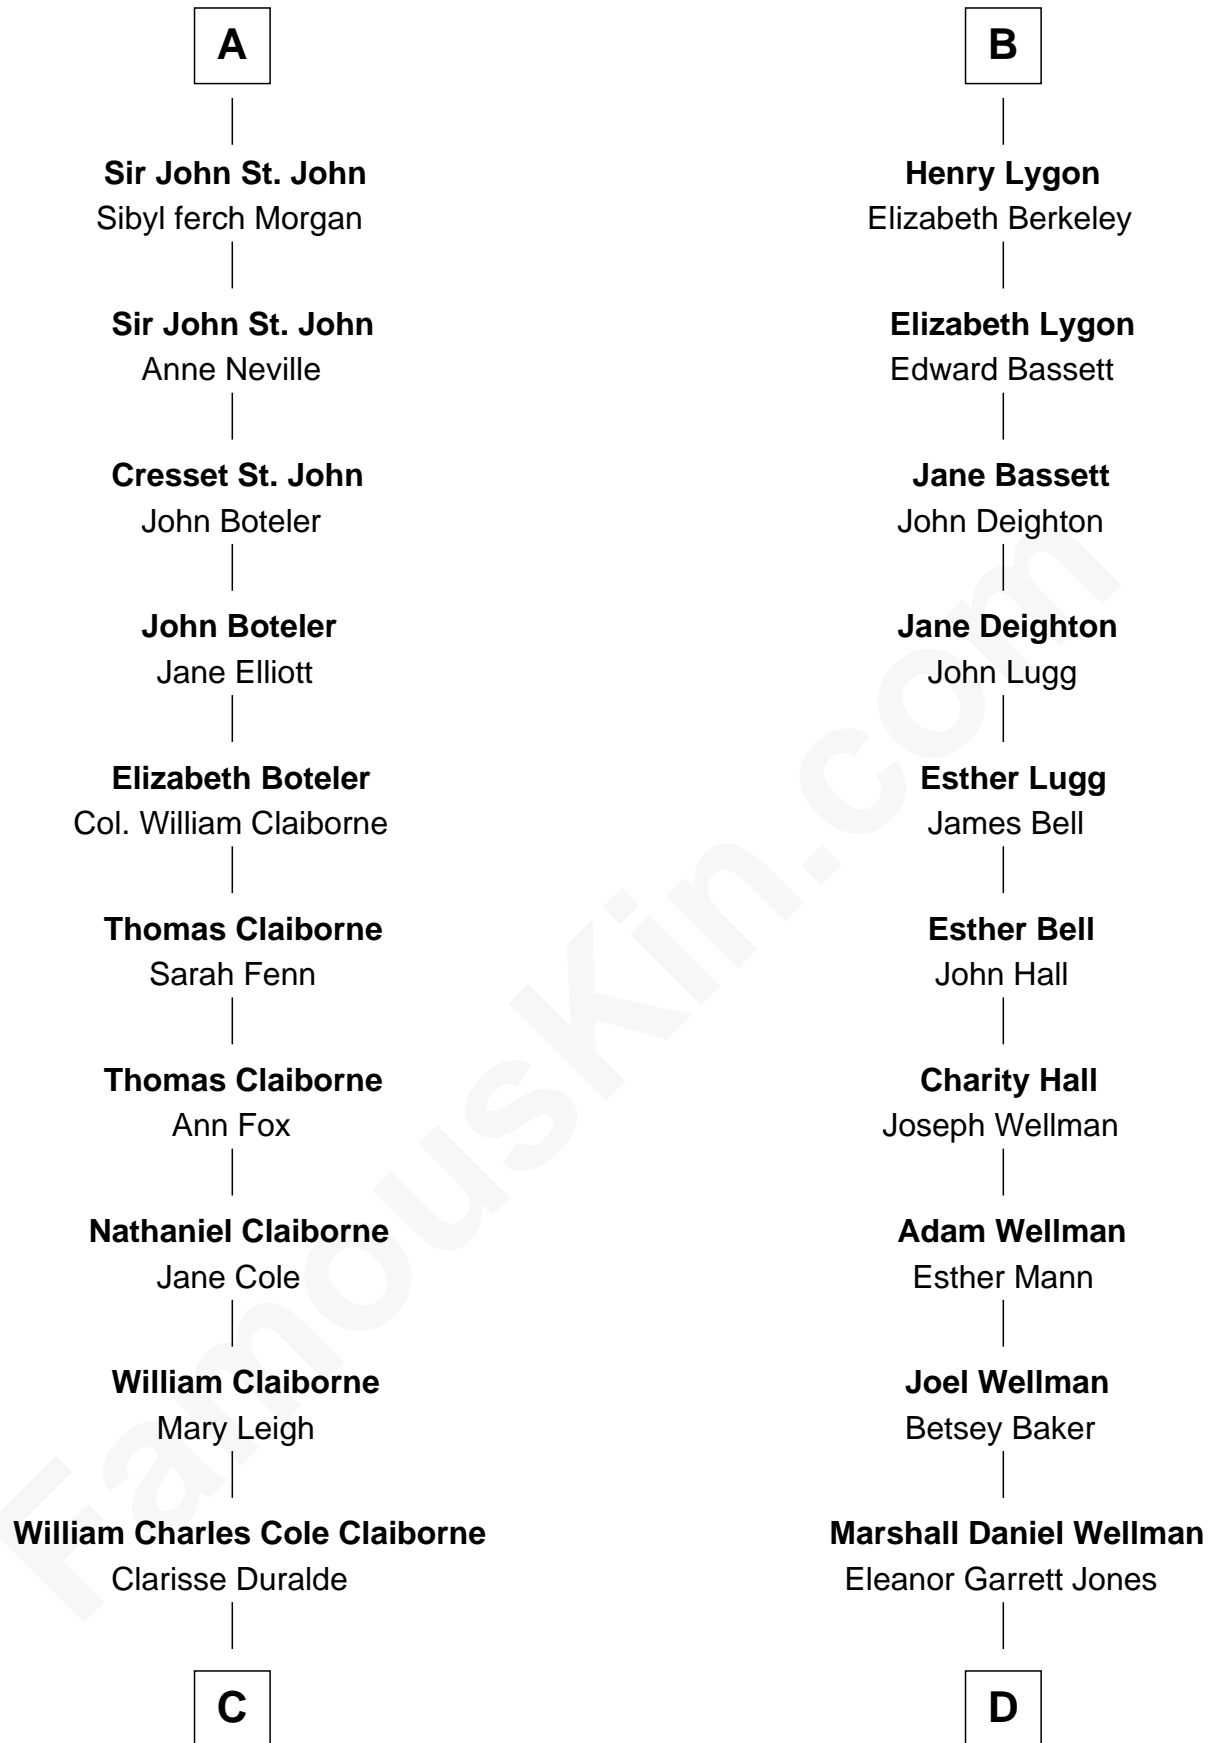 A
Sir John St. John
Sibyl ferch Morgan
Sir John St. John
Anne Neville
Cresset St. John
John Boteler
John Boteler
Jane Elliott
Elizabeth Boteler
Col. William Claiborne
Thomas Claiborne
Sarah Fenn
Thomas Claiborne
Ann Fox
Nathaniel Claiborne
Jane Cole
William Claiborne
Mary Leigh
William Charles Cole Claiborne
Clarisse Duralde
C
B
Henry Lygon
Elizabeth Berkeley
Elizabeth Lygon
Edward Bassett
Jane Bassett
John Deighton
Jane Deighton
John Lugg
Esther Lugg
James Bell
Esther Bell
John Hall
Charity Hall
Joseph Wellman
Adam Wellman
Esther Mann
Joel Wellman
Betsey Baker
Marshall Daniel Wellman
Eleanor Garrett Jones
D
FamousKin.com